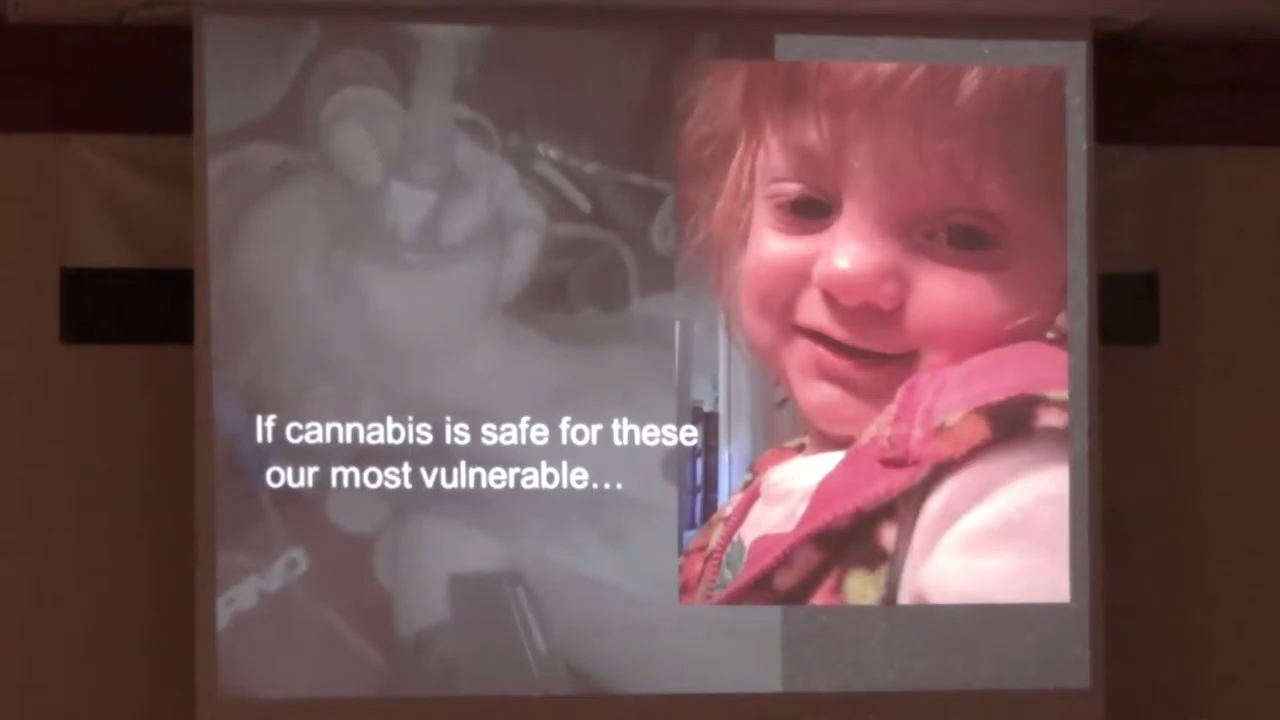 If cannabis is safe for these
our most vulnerable…